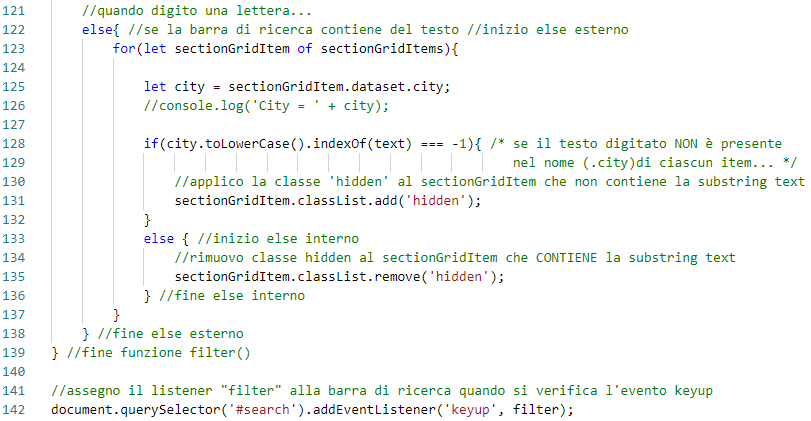 121 //quando digito una lettera...
122 else{ //se la barra di ricerca contiene del testo //inizio else esterno
123 for(let sectionGridItem of sectionGridItems){
124
125 let city = sectionGridItem.dataset.city;
126 //console.log('City = ' + city);
127
128 if(city.toLowerCase().indexOf(text) === -1){ /* se il testo digitato NON è presente
129 nel nome (.city)di ciascun item... */
130 //applico la classe 'hidden' al sectionGridItem che non contiene la substring text
131 sectionGridItem.classList.add('hidden');
132 }
133 else { //inizio else interno
134 //rimuovo classe hidden al sectionGridItem che CONTIENE la substring text
135 sectionGridItem.classList.remove('hidden');
136 } //fine else interno
137 }
138 } //fine else esterno
139 } //fine funzione filter()
140
141 //assegno il listener "filter" alla barra di ricerca quando si verifica l'evento keyup
142 document.querySelector('#search').addEventListener('keyup', filter);